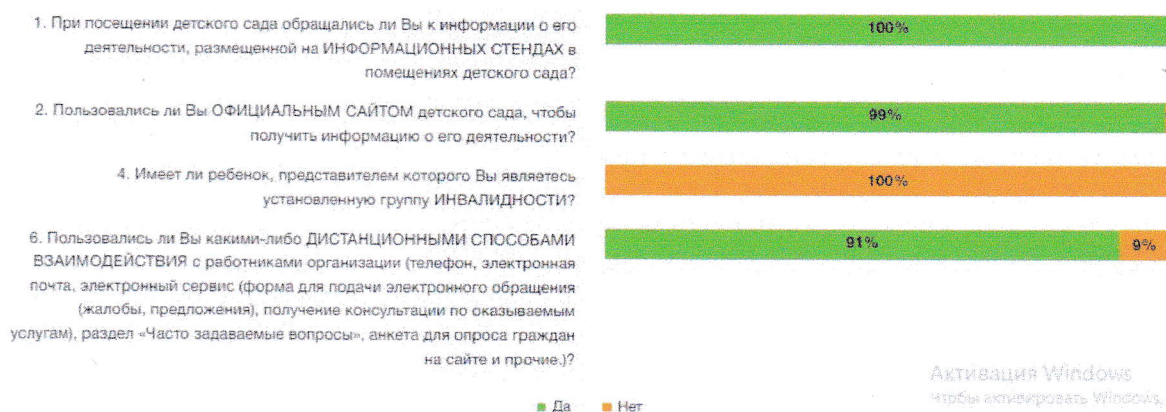 1. При посещении детского сада обращались ли Вы к информации о его
деятельности, размещенной на ИНФОРМАЦИОННЫХ СТЕНДАХ в
помещениях детского сада?
100%
2. Пользовались ли Вы ОФИЦИАЛЬНЫМ САЙТОМ детского сада, чтобы
получить информацию о его деятельности?
99%
4. Имеет ли ребенок, представителем которого Вы являетесь
установленную группу ИНВАЛИДНОСТИ?
100%
6. Пользовались ли Вы какими-либо ДИСТАНЦИОННЫМИ СПОСОБАМИ
ВЗАИМОДЕЙСТВИЯ с работниками организации (телефон, электронная
почта, электронный сервис (форма для подачи электронного обращения
(жалобы, предложения), получение консультации по оказываемым
услугам), раздел «Часто задаваемые вопросы», анкета для опроса граждан
на сайте и прочие.)?
91% 9%
Да Нет
Активация Windows
Чтобы активировать Windows,